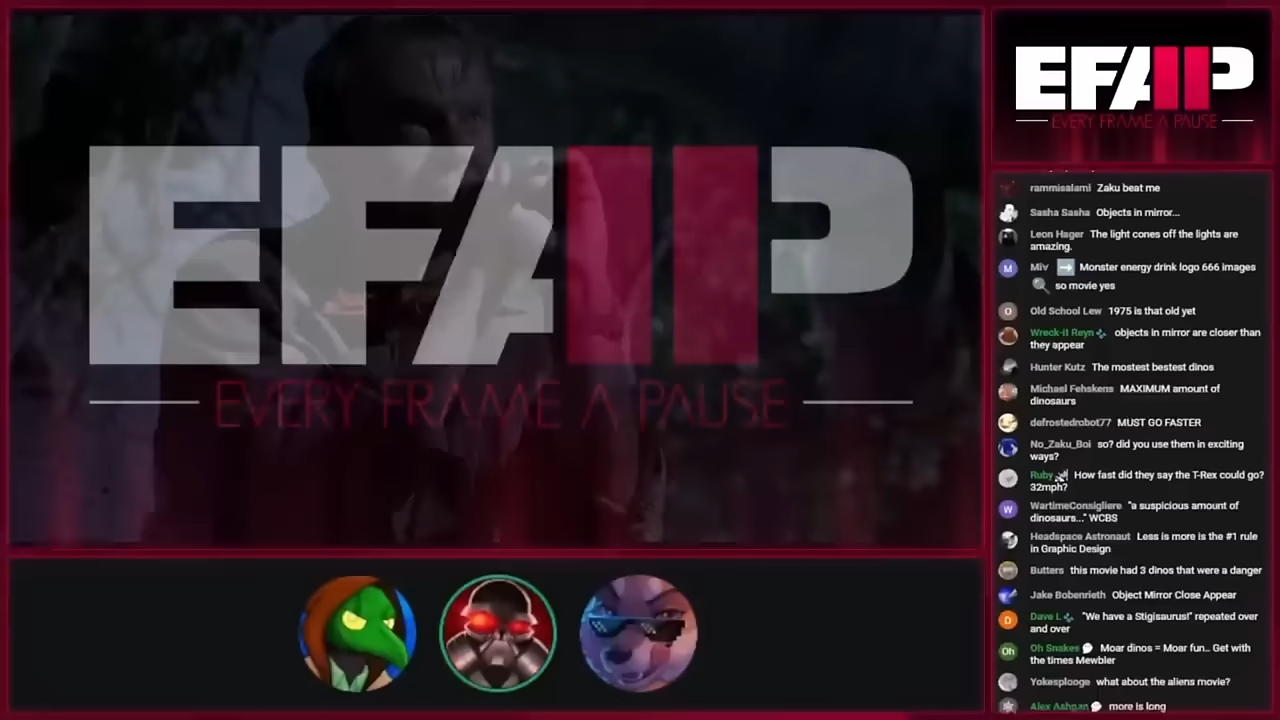 EFAP
EVERY FRAME A PAUSE
EFAP
EVERY FRAME A PAUSE
rammisalami Zaku beat me
Sasha Sasha Objects in mirror...
Leon Hager The light cones off the lights are
amazing.
Miv ➡ Monster energy drink logo 666 images
🔍 so movie yes
Old School Lew 1975 is that old yet
Wreck-it Reyn objects in mirror are closer than
they appear
Hunter Kutz The mostest bestest dinos
Michael Fehskens MAXIMUM amount of
dinosaurs
defrostedrobot77 MUST GO FASTER
No_Zaku_Boi so? did you use them in exciting
ways?
Ruby How fast did they say the T-Rex could go?
32mph?
WartimeConsigliere "a suspicious amount of
dinosaurs..." WCBS
Headspace Astronaut Less is more is the #1 rule
in Graphic Design
Butters this movie had 3 dinos that were a danger
Jake Bobenrieth Object Mirror Close Appear
Dave L "We have a Stigisaurus!" repeated over
and over
Oh Snakes Moar dinos = Moar fun.. Get with
the times Mewbler
Yokesplooge what about the aliens movie?
Alex Ashpan more is long
M
O
W
D
Oh